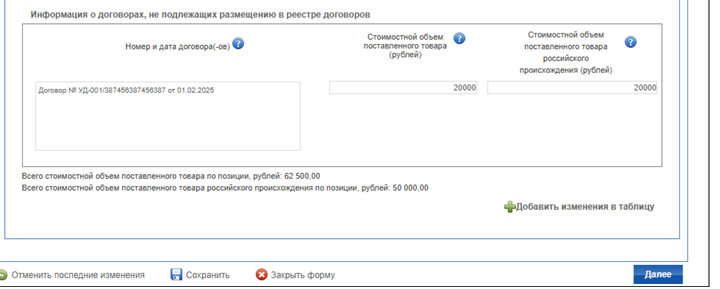 Информация о договорах, не подлежащих размещению в реестре договоров
Номер и дата договора(-ов)
Стоимостной объем
поставленного товара
(рублей)
Стоимостной объем
поставленного товара
российского
происхождения (рублей)
Договор № УД-001/387456387456387 от 01.02.2025
20000
20000
Всего стоимостной объем поставленного товара по позиции, рублей: 62 500,00
Всего стоимостной объем поставленного товара российского происхождения по позиции, рублей: 50 000,00
Добавить изменения в таблицу
Отменить последние изменения
Сохранить
Закрыть форму
Далее